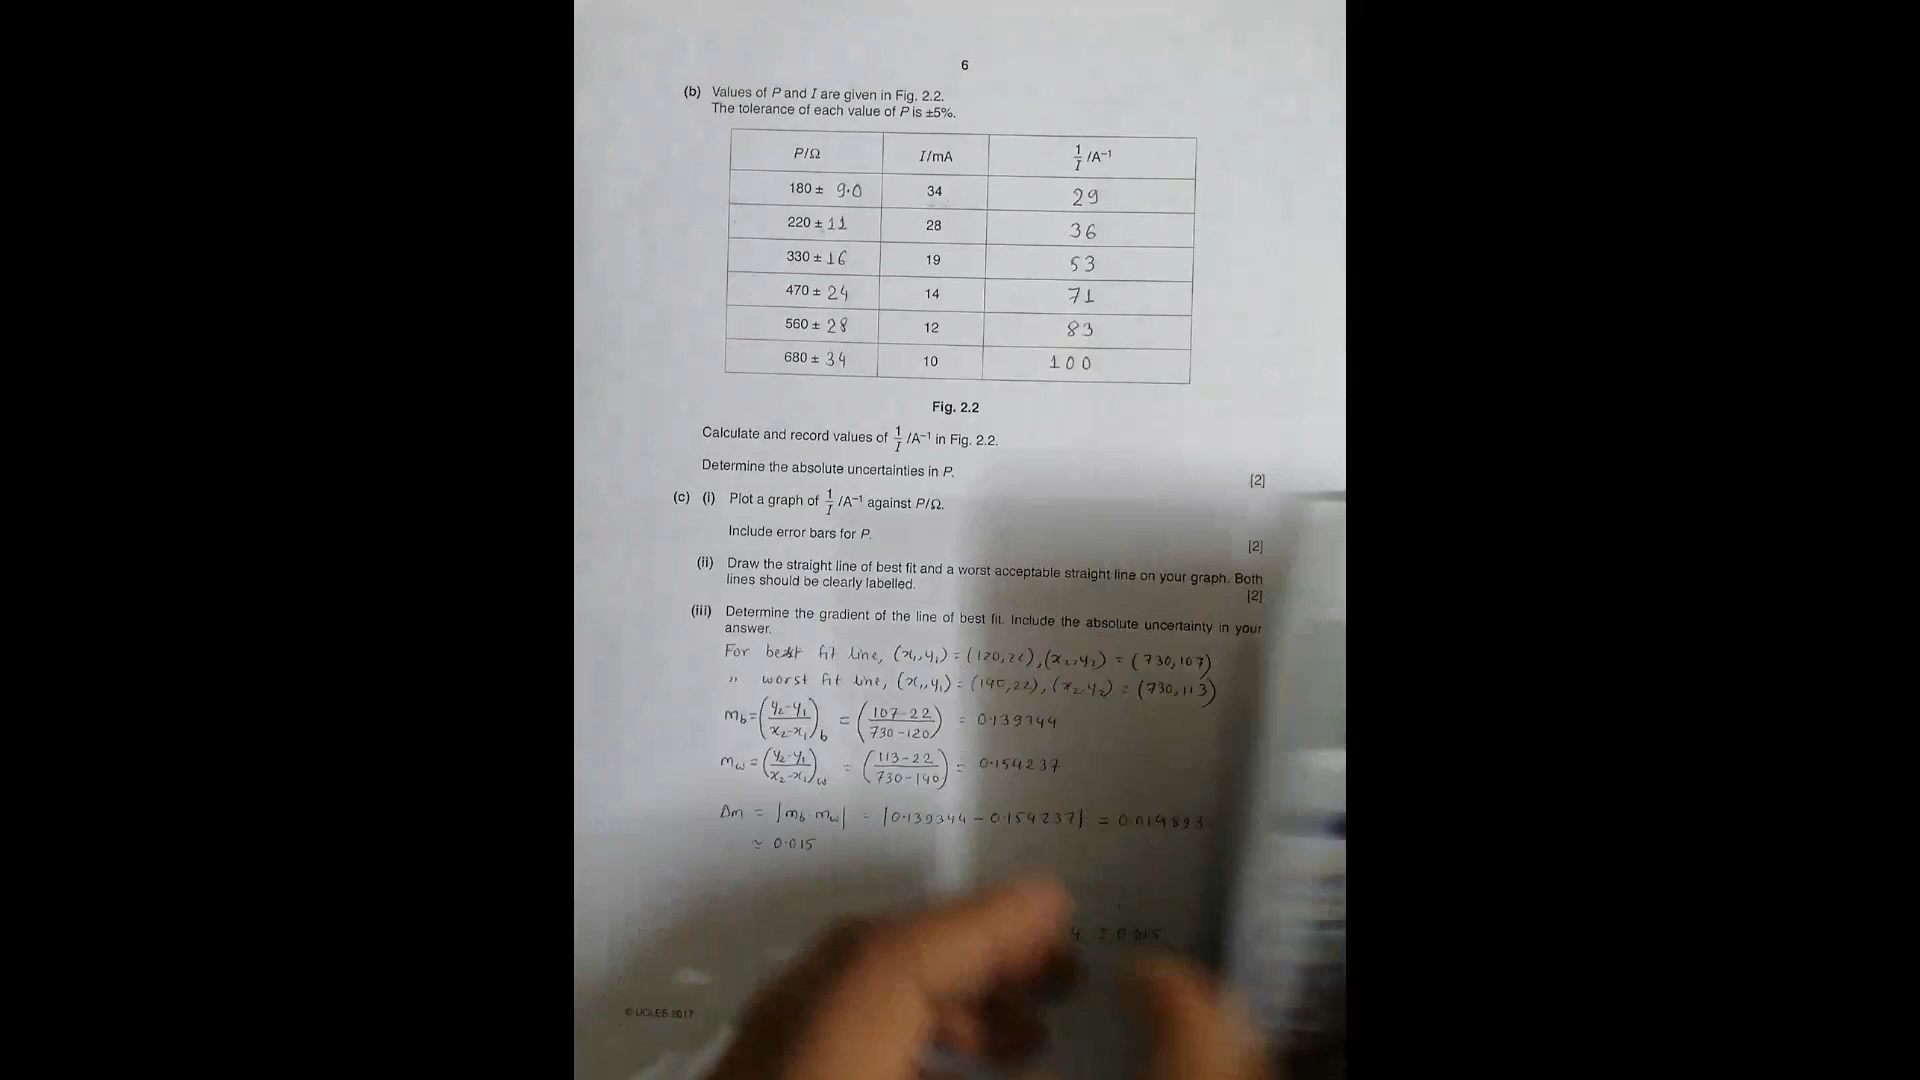 6
(b) Values of P and I are given in Fig. 2.2.
The tolerance of each value of P is ±5%.
P/Ω I/mA 1/I /A⁻¹
180 ± 9.0 34 29
220 ± 11 28 36
330 ± 16 19 53
470 ± 24 14 71
560 ± 28 12 83
680 ± 34 10 100
Fig. 2.2
Calculate and record values of 1/I /A⁻¹ in Fig. 2.2.
Determine the absolute uncertainties in P.
[2]
(c) (i) Plot a graph of 1/I /A⁻¹ against P/Ω.
Include error bars for P.
[2]
(ii) Draw the straight line of best fit and a worst acceptable straight line on your graph. Both
lines should be clearly labelled.
[2]
(iii) Determine the gradient of the line of best fit. Include the absolute uncertainty in your
answer.
For best fit line, (x₁,y₁) = (120,22), (x₂,y₂) = (730,107)
" worst fit line, (x₁,y₁) = (140,22), (x₂,y₂) = (730,113)
m_b = (y₂-y₁/x₂-x₁)_b = (107-22/730-120) = 0.139344
m_w = (y₂-y₁/x₂-x₁)_w = (113-22/730-140) = 0.154237
Δm = |m_b - m_w| = |0.139344 - 0.154237| = 0.014893
≈ 0.015
4 ± 0.015
© UCLES 2017